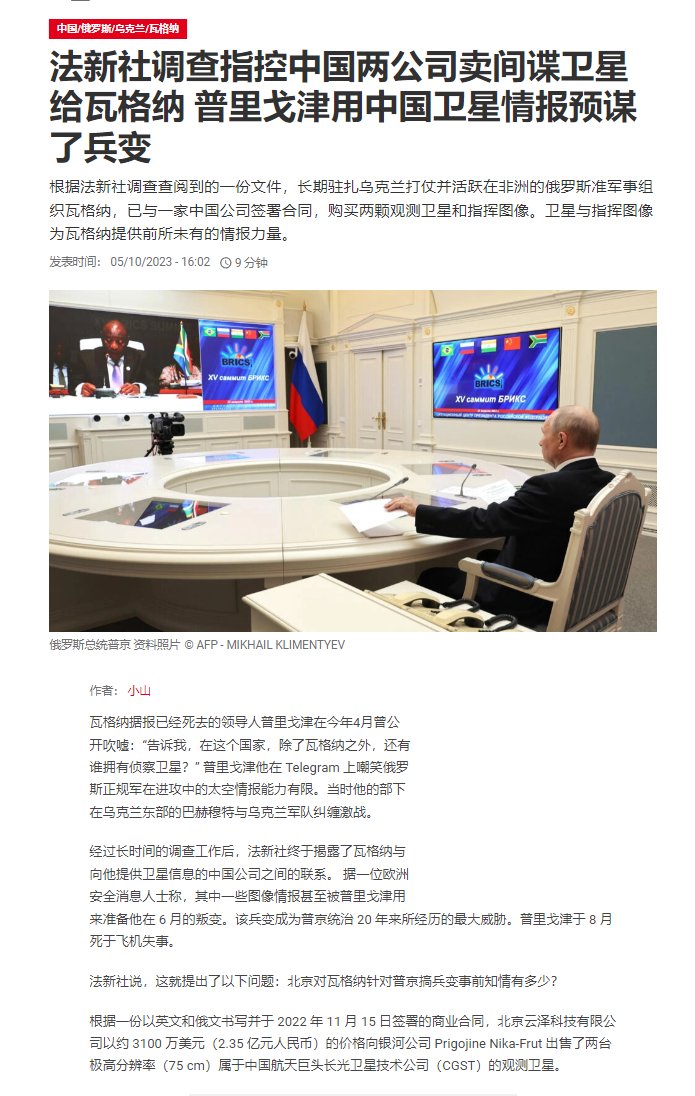 中国/俄罗斯/乌克兰/瓦格纳
法新社调查指控中国两公司卖间谍卫星
给瓦格纳 普里戈津用中国卫星情报预谋
了兵变
根据法新社调查查阅到的一份文件，长期驻扎乌克兰打仗并活跃在非洲的俄罗斯准军事组
织瓦格纳，已与一家中国公司签署合同，购买两颗观测卫星和指挥图像。卫星与指挥图像
为瓦格纳提供前所未有的情报力量。
发表时间： 05/10/2023 - 16:02 9 分钟
BRICS
XV саммит БРИКС
BRICS
XV саммит БРИКС
俄罗斯总统普京 资料照片 © AFP - MIKHAIL KLIMENTYEV
作者： 小山
瓦格纳据报已经死去的领导人普里戈津在今年4月曾公
开吹嘘：“告诉我，在这个国家，除了瓦格纳之外，还有
谁拥有侦察卫星？” 普里戈津他在 Telegram 上嘲笑俄罗
斯正规军在进攻中的太空情报能力有限。当时他的部下
在乌克兰东部的巴赫穆特与乌克兰军队纠缠激战。
经过长时间的调查工作后，法新社终于揭露了瓦格纳与
向他提供卫星信息的中国公司之间的联系。 据一位欧洲
安全消息人士称，其中一些图像情报甚至被普里戈津用
来准备他在 6 月的叛变。该兵变成为普京统治 20 年来所经历的最大威胁。普里戈津于 8 月
死于飞机失事。
法新社说，这就提出了以下问题：北京对瓦格纳针对普京搞兵变事前知情有多少？
根据一份以英文和俄文书写并于 2022 年 11 月 15 日签署的商业合同，北京云泽科技有限公
司以约 3100 万美元（2.35 亿元人民币）的价格向银河公司 Prigojine Nika-Frut 出售了两台
极高分辨率（75 cm）属于中国航天巨头长光卫星技术公司（CGST）的观测卫星。